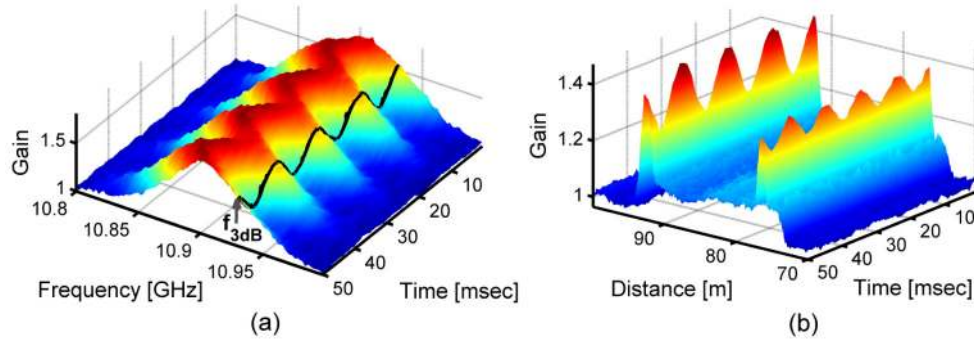 1.5
1
Gain
10.8
10.85
10.9
10.95
f3dB
10
20
30
40
50
Frequency [GHz]
Time [msec]
(a)
1.4
1.2
1
Gain
90
80
70
10
20
30
40
50
Distance [m]
Time [msec]
(b)